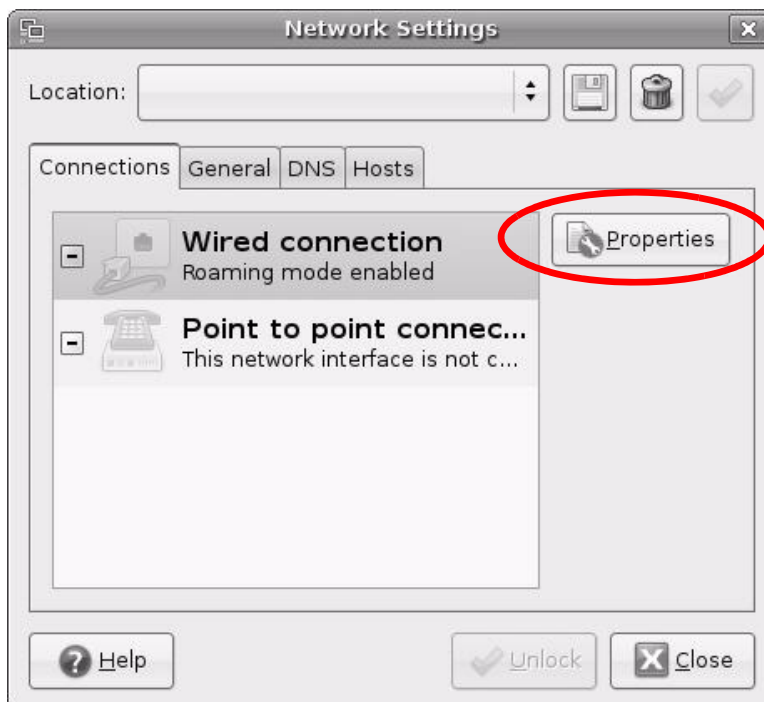 Network Settings
Location:
Connections General DNS Hosts
Wired connection
Roaming mode enabled
Properties
Point to point connec...
This network interface is not c...
Help Unlock Close